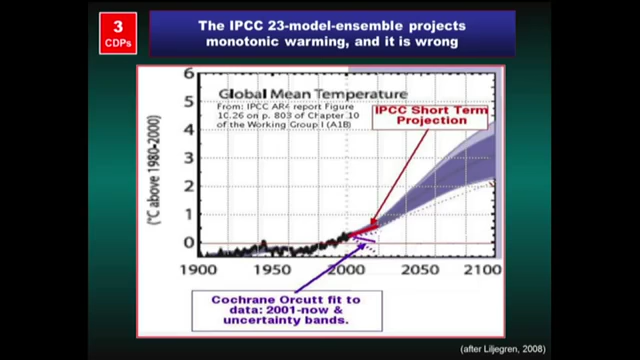 3
CDPs
The IPCC 23-model-ensemble projects
monotonic warming, and it is wrong
6
5
4
3
2
1
0
(°C above 1980-2000)
Global Mean Temperature
From: IPCC AR4 report Figure
10.26 on p. 803 of Chapter 10
of the Working Group I (A1B)
IPCC Short Term
Projection
1900
1950
2000
2050
2100
Cochrane Orcutt fit to
data: 2001-now &
uncertainty bands.
(after Liljegren, 2008)